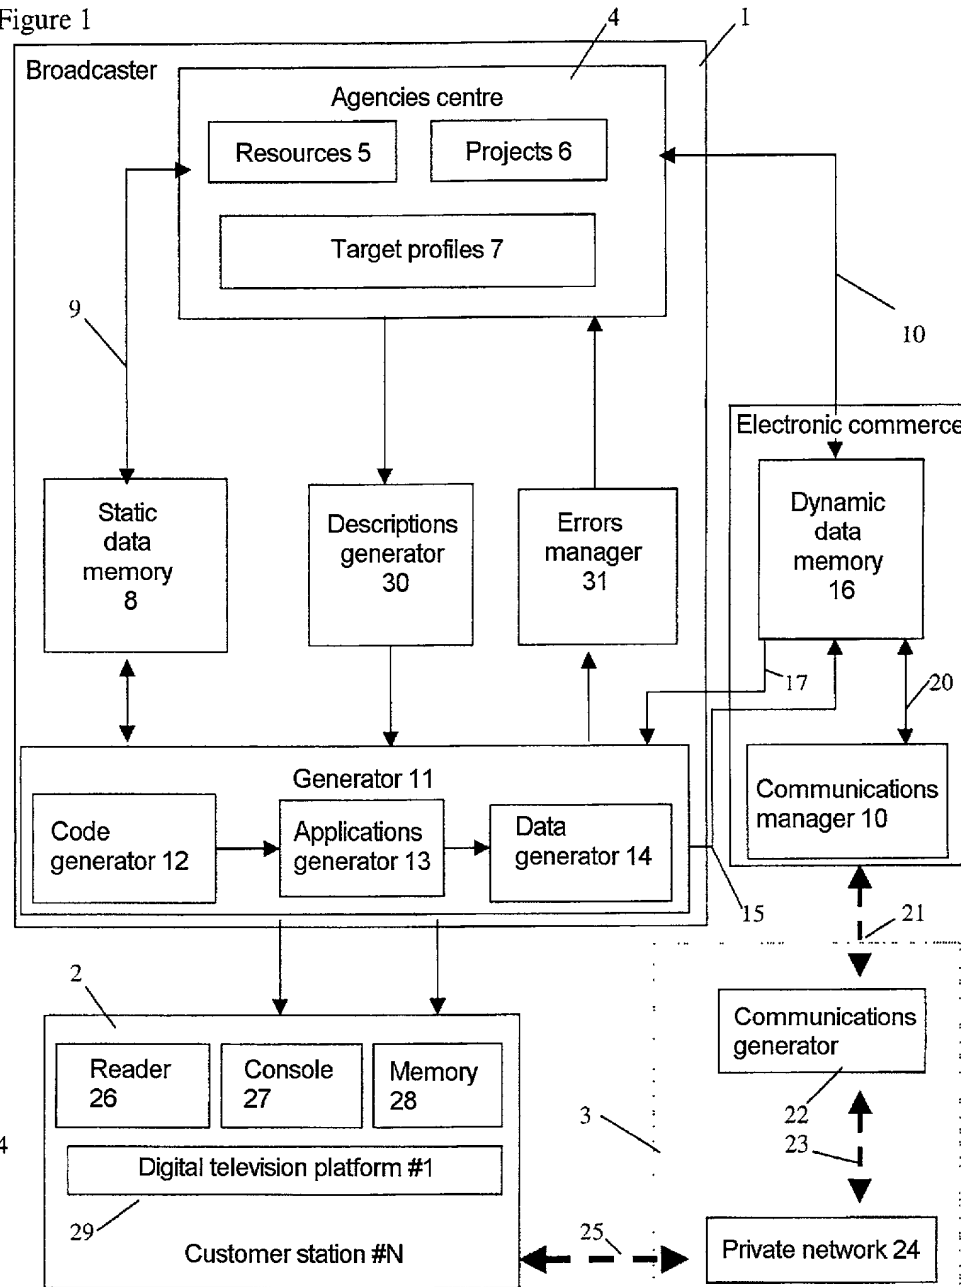 Figure 1
4
1
Broadcaster
Agencies centre
Resources 5
Projects 6
Target profiles 7
9
10
Electronic commerce
Static
data
memory
8
Descriptions
generator
30
Errors
manager
31
Dynamic
data
memory
16
17
20
Generator 11
Code
generator 12
Applications
generator 13
Data
generator 14
Communications
manager 10
15
21
2
Reader
26
Console
27
Memory
28
Communications
generator
22
3
23
4
Digital television platform #1
29
25
Customer station #N
Private network 24